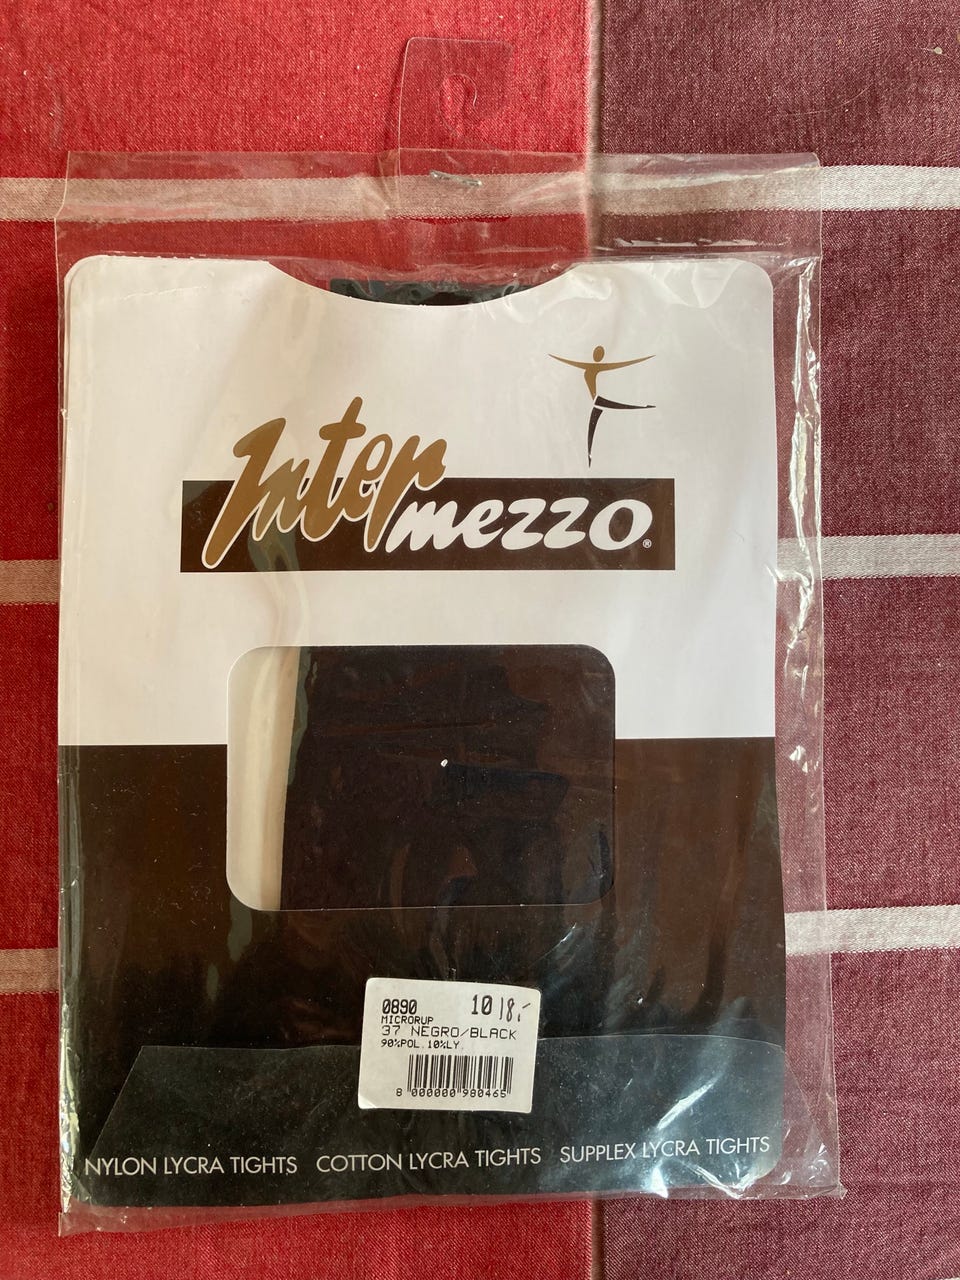 Inter
mezzo®
0890 10 18,-
MICRORUP
37 NEGRO/BLACK
90%POL. 10%LY.
8 000000 980465
NYLON LYCRA TIGHTS COTTON LYCRA TIGHTS SUPPLEX LYCRA TIGHTS